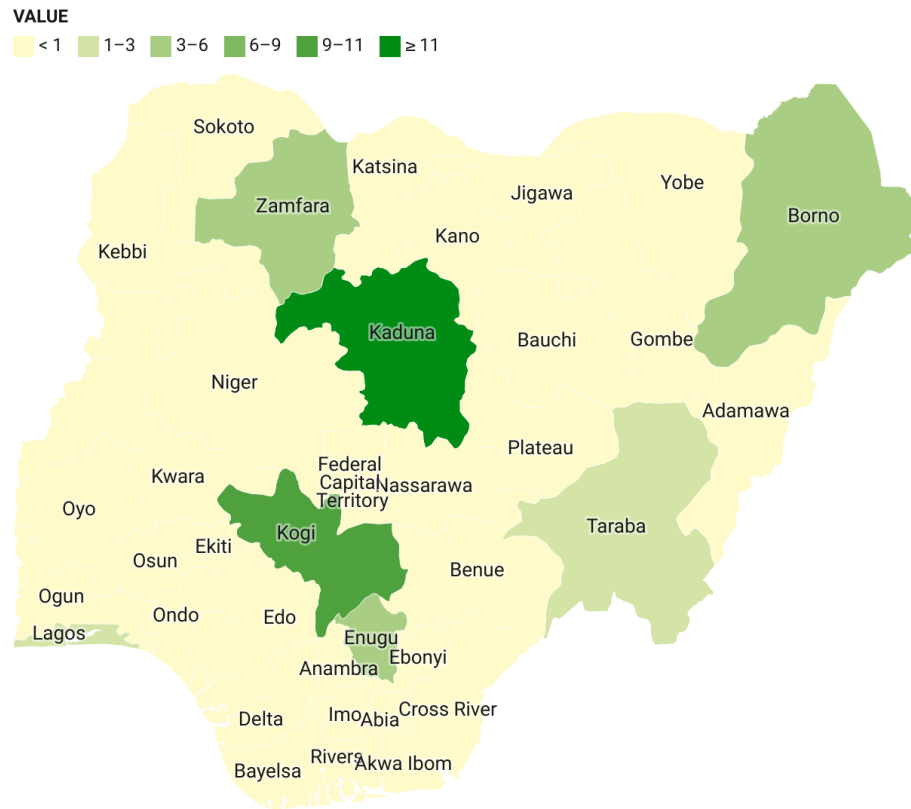 VALUE
< 1 1–3 3–6 6–9 9–11 ≥ 11
Sokoto
Katsina
Yobe
Jigawa
Zamfara
Borno
Kano
Kebbi
Kaduna
Bauchi
Gombe
Niger
Adamawa
Plateau
Federal
Capital
Territory
Nassarawa
Kwara
Oyo
Taraba
Kogi
Ekiti
Osun
Benue
Ogun
Ondo
Edo
Lagos
Enugu
Ebonyi
Anambra
Cross River
Imo
Abia
Delta
Rivers
Akwa Ibom
Bayelsa